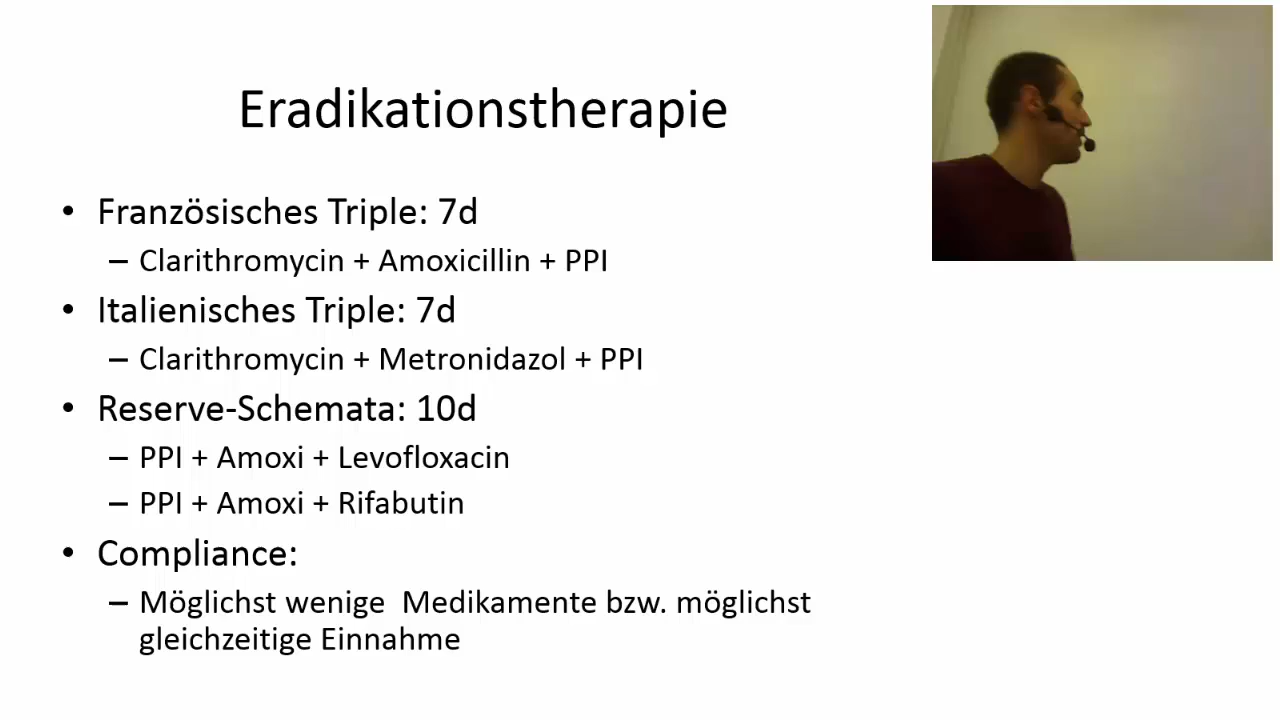 Eradikationstherapie
• Französisches Triple: 7d
– Clarithromycin + Amoxicillin + PPI
• Italienisches Triple: 7d
– Clarithromycin + Metronidazol + PPI
• Reserve-Schemata: 10d
– PPI + Amoxi + Levofloxacin
– PPI + Amoxi + Rifabutin
• Compliance:
– Möglichst wenige  Medikamente bzw. möglichst
gleichzeitige Einnahme